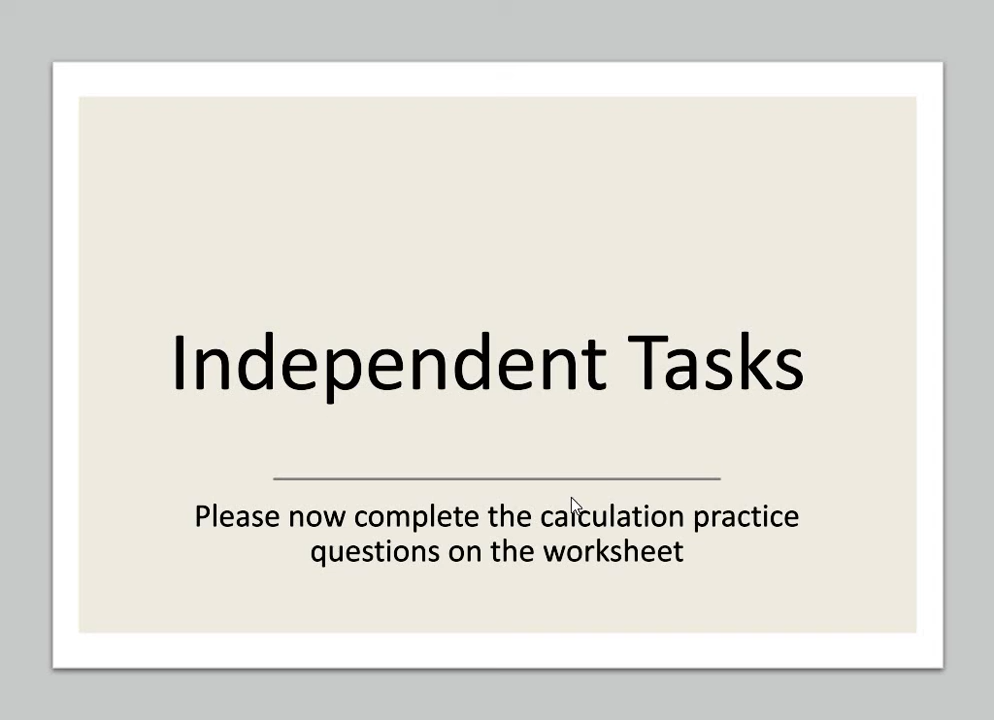 Independent Tasks
Please now complete the calculation practice
questions on the worksheet